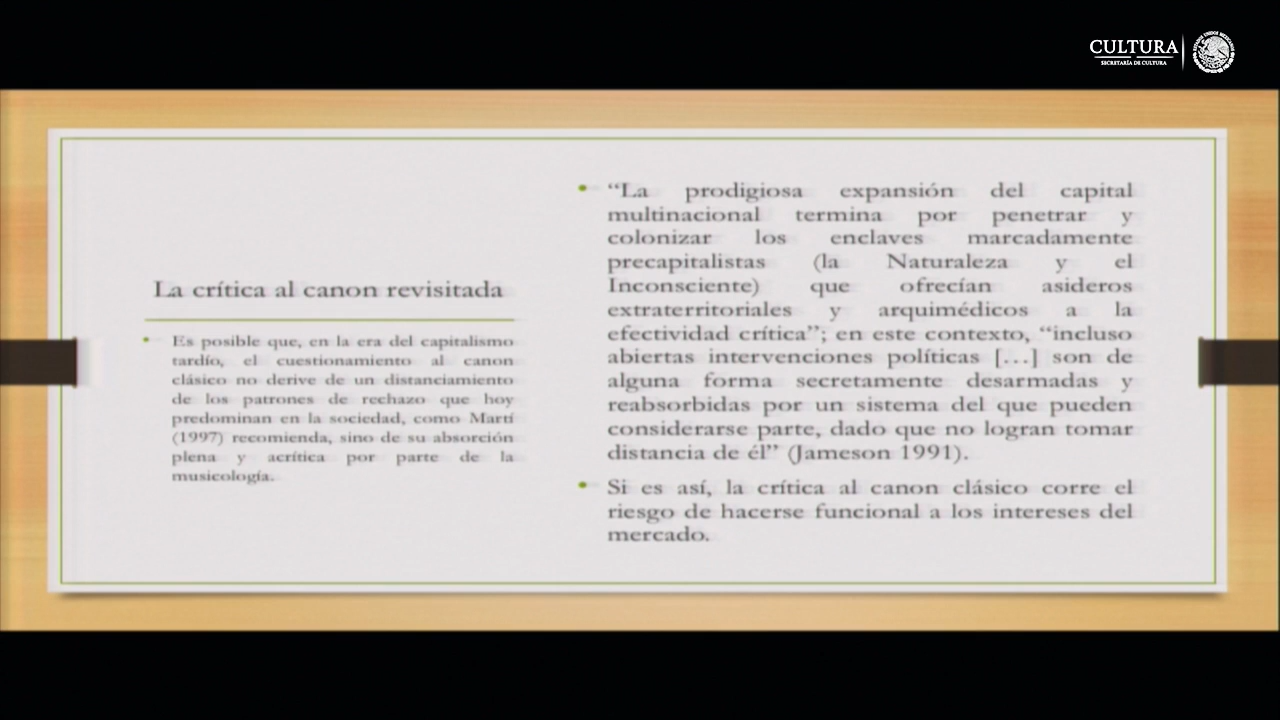 CULTURA
SECRETARÍA DE CULTURA
La crítica al canon revisitada
• Es posible que, en la era del capitalismo
tardío, el cuestionamiento al canon
clásico no derive de un distanciamiento
de los patrones de rechazo que hoy
predominan en la sociedad, como Martí
(1997) recomienda, sino de su absorción
plena y acrítica por parte de la
musicología.
• “La prodigiosa expansión del capital
multinacional termina por penetrar y
colonizar los enclaves marcadamente
precapitalistas (la Naturaleza y el
Inconsciente) que ofrecían asideros
extraterritoriales y arquimédicos a la
efectividad crítica”; en este contexto, “incluso
abiertas intervenciones políticas […] son de
alguna forma secretamente desarmadas y
reabsorbidas por un sistema del que pueden
considerarse parte, dado que no logran tomar
distancia de él” (Jameson 1991).
• Si es así, la crítica al canon clásico corre el
riesgo de hacerse funcional a los intereses del
mercado.